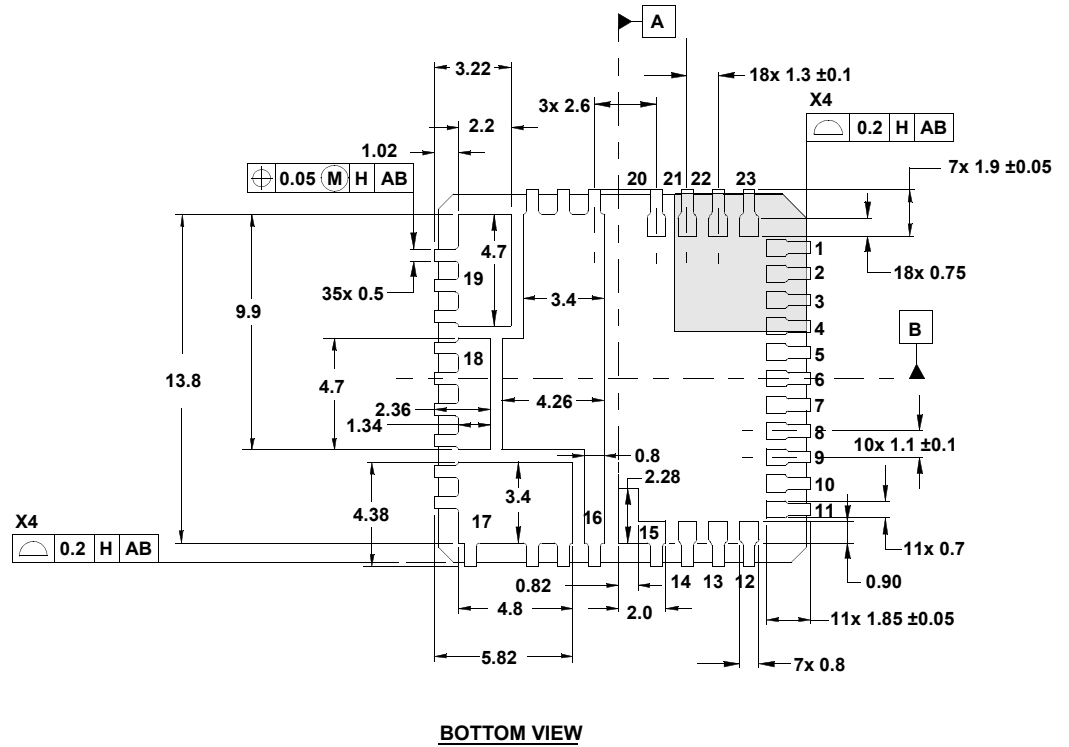 A
3.22
18x 1.3 ±0.1
X4
3x 2.6
2.2
0.2 H AB
1.02
7x 1.9 ±0.05
0.05 M H AB
20 21 22 23
1
4.7
2
18x 0.75
19
35x 0.5
3
3.4
9.9
4
B
5
18
13.8
6
4.7
4.26
7
2.36
1.34
8
10x 1.1 ±0.1
0.8
9
2.28
10
3.4
11
4.38
17
16
15
X4
0.2 H AB
11x 0.7
0.82
14 13 12
0.90
4.8
2.0
11x 1.85 ±0.05
5.82
7x 0.8
BOTTOM VIEW